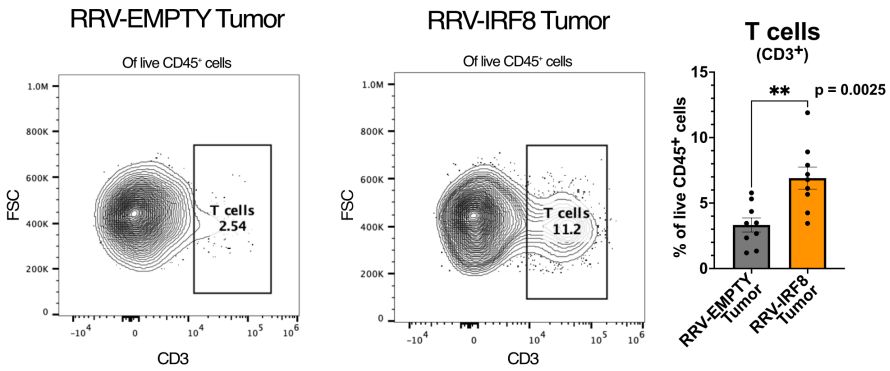 RRV-EMPTY Tumor
Of live CD45⁺ cells
1.0M
800K
600K
400K
200K
0
FSC
T cells
2.54
-10⁴
0
10⁴
10⁵
10⁶
CD3
RRV-IRF8 Tumor
Of live CD45⁺ cells
1.0M
800K
600K
400K
200K
0
FSC
T cells
11.2
-10⁴
0
10⁴
10⁵
10⁶
CD3
T cells
(CD3⁺)
** p = 0.0025
15
10
5
0
% of live CD45⁺ cells
RRV-EMPTY
Tumor
RRV-IRF8
Tumor